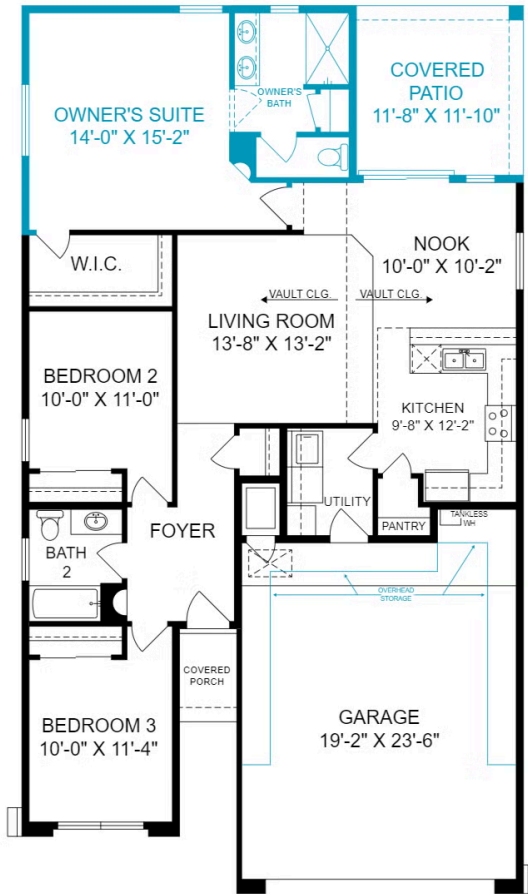 OWNER'S SUITE
14'-0" X 15'-2"
OWNER'S
BATH
COVERED
PATIO
11'-8" X 11'-10"
W.I.C.
NOOK
10'-0" X 10'-2"
VAULT CLG.
VAULT CLG.
LIVING ROOM
13'-8" X 13'-2"
BEDROOM 2
10'-0" X 11'-0"
KITCHEN
9'-8" X 12'-2"
UTILITY
PANTRY
TANKLESS
WH
FOYER
BATH
2
OVERHEAD
STORAGE
COVERED
PORCH
BEDROOM 3
10'-0" X 11'-4"
GARAGE
19'-2" X 23'-6"